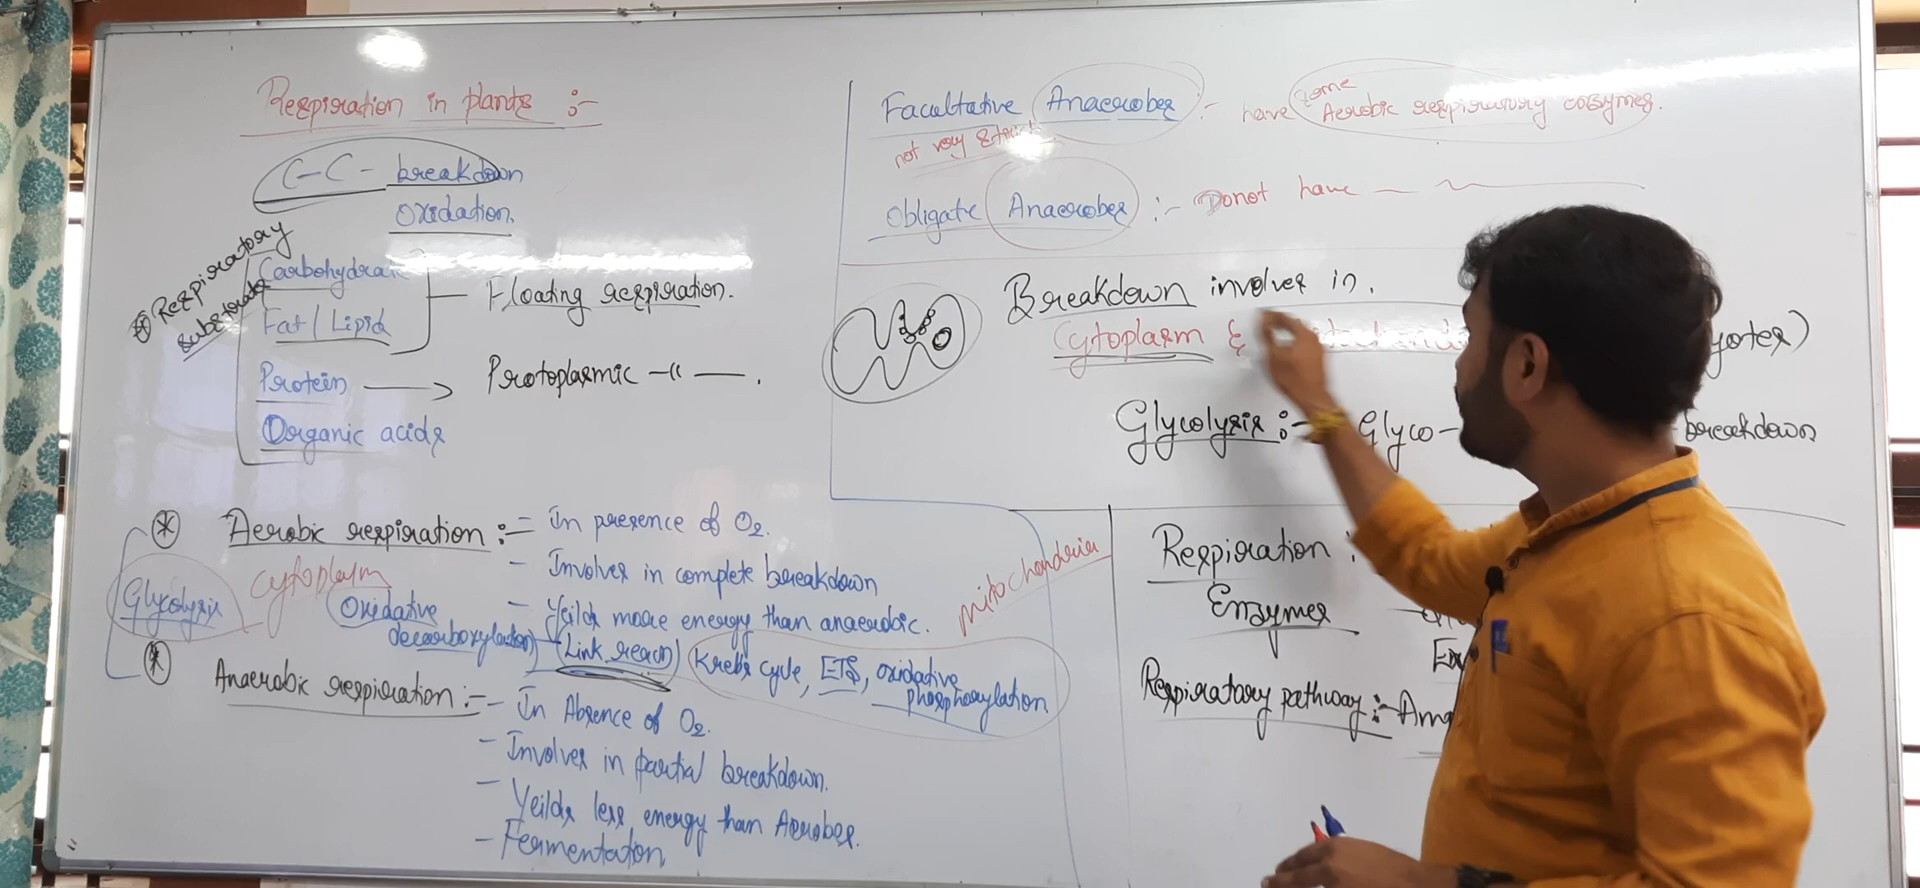 Respiration in plants :-
C-C- breakdown
Oxidation.
Respiratory
Substrate
Carbohydra
Fat / Lipid
Floating respiration.
Protein → Protoplasmic -"- .
Organic acids
Aerobic respiration :- - In presence of O2.
- Involves in complete breakdown
- Yeilds more energy than anaerobic.
Glycolysis
cytoplasm
Oxidative
decarboxylation
Link reacn
Krebs cycle, ETS, oxidative
phosphorylation.
mitochondria
Anaerobic respiration :- - In Absence of O2.
- Involves in partial breakdown.
- Yeilds less energy than Aerobes.
- Fermentation
Facultative Anaerobes :- have some Aerobic respiratory
not very
Obligate Anaerobes :- Donot have
Breakdown involves in.
Cytoplasm &
yotes)
Glycolysis :- Glyco- breakdown
Respiration :
Enzymes
Respiratory pathway :-